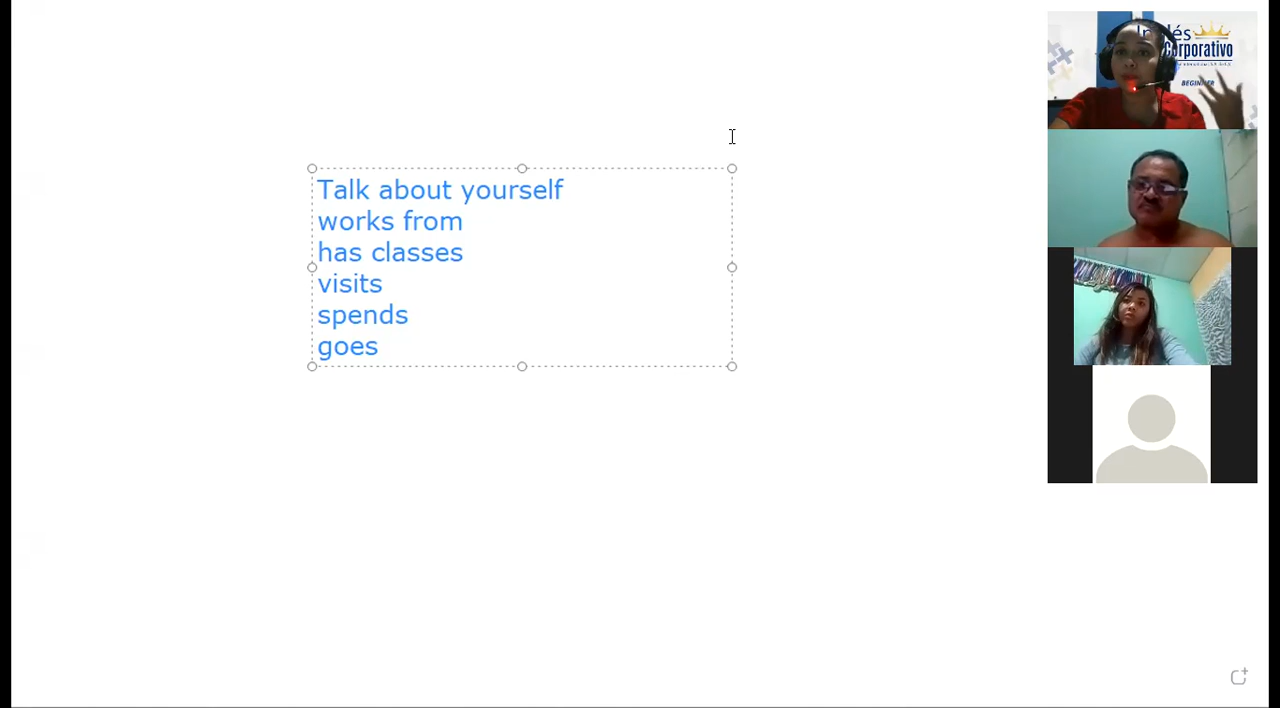 Talk about yourself
works from
has classes
visits
spends
goes
Corporativo